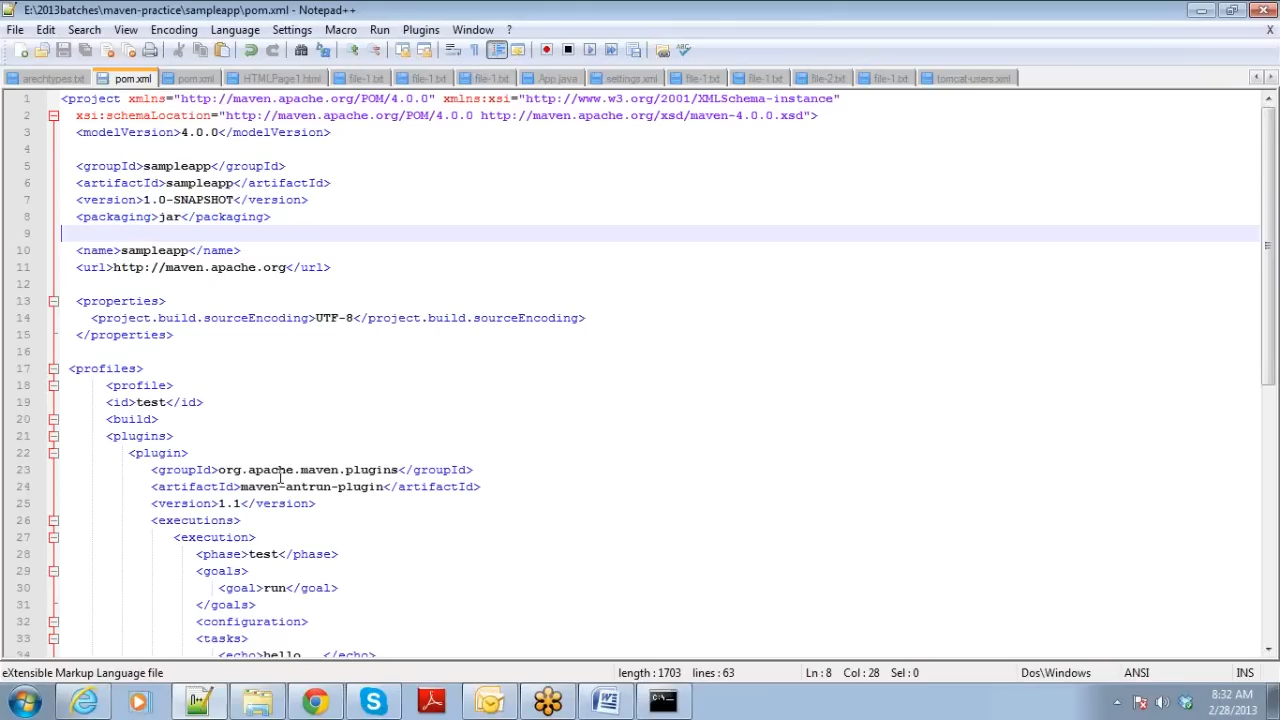 E:\2013batches\maven-practice\sampleapp\pom.xml - Notepad++
File Edit Search View Encoding Language Settings Macro Run Plugins Window ? X
arechtypes.txt pom.xml pom.xml HTMLPage1.html file-1.txt file-1.txt file-1.txt settings.xml file-1.txt file-1.txt file-1.txt tomcat-users.xml
1 <project xmlns="http://maven.apache.org/POM/4.0.0" xmlns:xsi="http://www.w3.org/2001/XMLSchema-instance"
2 xsi:schemaLocation="http://maven.apache.org/POM/4.0.0 http://maven.apache.org/xsd/maven-4.0.0.xsd">
3 <modelVersion>4.0.0</modelVersion>
4
5 <groupId>sampleapp</groupId>
6 <artifactId>sampleapp</artifactId>
7 <version>1.0-SNAPSHOT</version>
8 <packaging>jar</packaging>
9
10 <name>sampleapp</name>
11 <url>http://maven.apache.org</url>
12
13 <properties>
14 <project.build.sourceEncoding>UTF-8</project.build.sourceEncoding>
15 </properties>
16
17 <profiles>
18 <profile>
19 <id>test</id>
20 <build>
21 <plugins>
22 <plugin>
23 <groupId>org.apache.maven.plugins</groupId>
24 <artifactId>maven-antrun-plugin</artifactId>
25 <version>1.1</version>
26 <executions>
27 <execution>
28 <phase>test</phase>
29 <goals>
30 <goal>run</goal>
31 </goals>
32 <configuration>
33 <tasks>
34 <echo>hello </echo>
eXtensible Markup Language file length : 1703 lines : 63 Ln : 8 Col : 28 Sel : 0 Dos\Windows ANSI INS
8:32 AM
2/28/2013